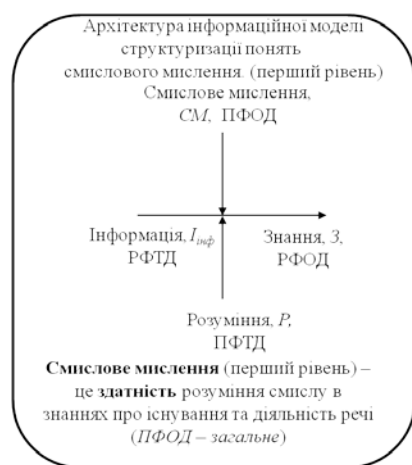 Архітектура інформаційної моделі
структуризації понять
смислового мислення. (перший рівень)
Смислове мислення,
СМ, ПФОД
Інформація, Iінф
РФТД
Знання, З,
РФОД
Розуміння, Р,
ПФТД
Смислове мислення (перший рівень) –
це здатність розуміння смислу в
знаннях про існування та діяльність речі
(ПФОД – загальне)